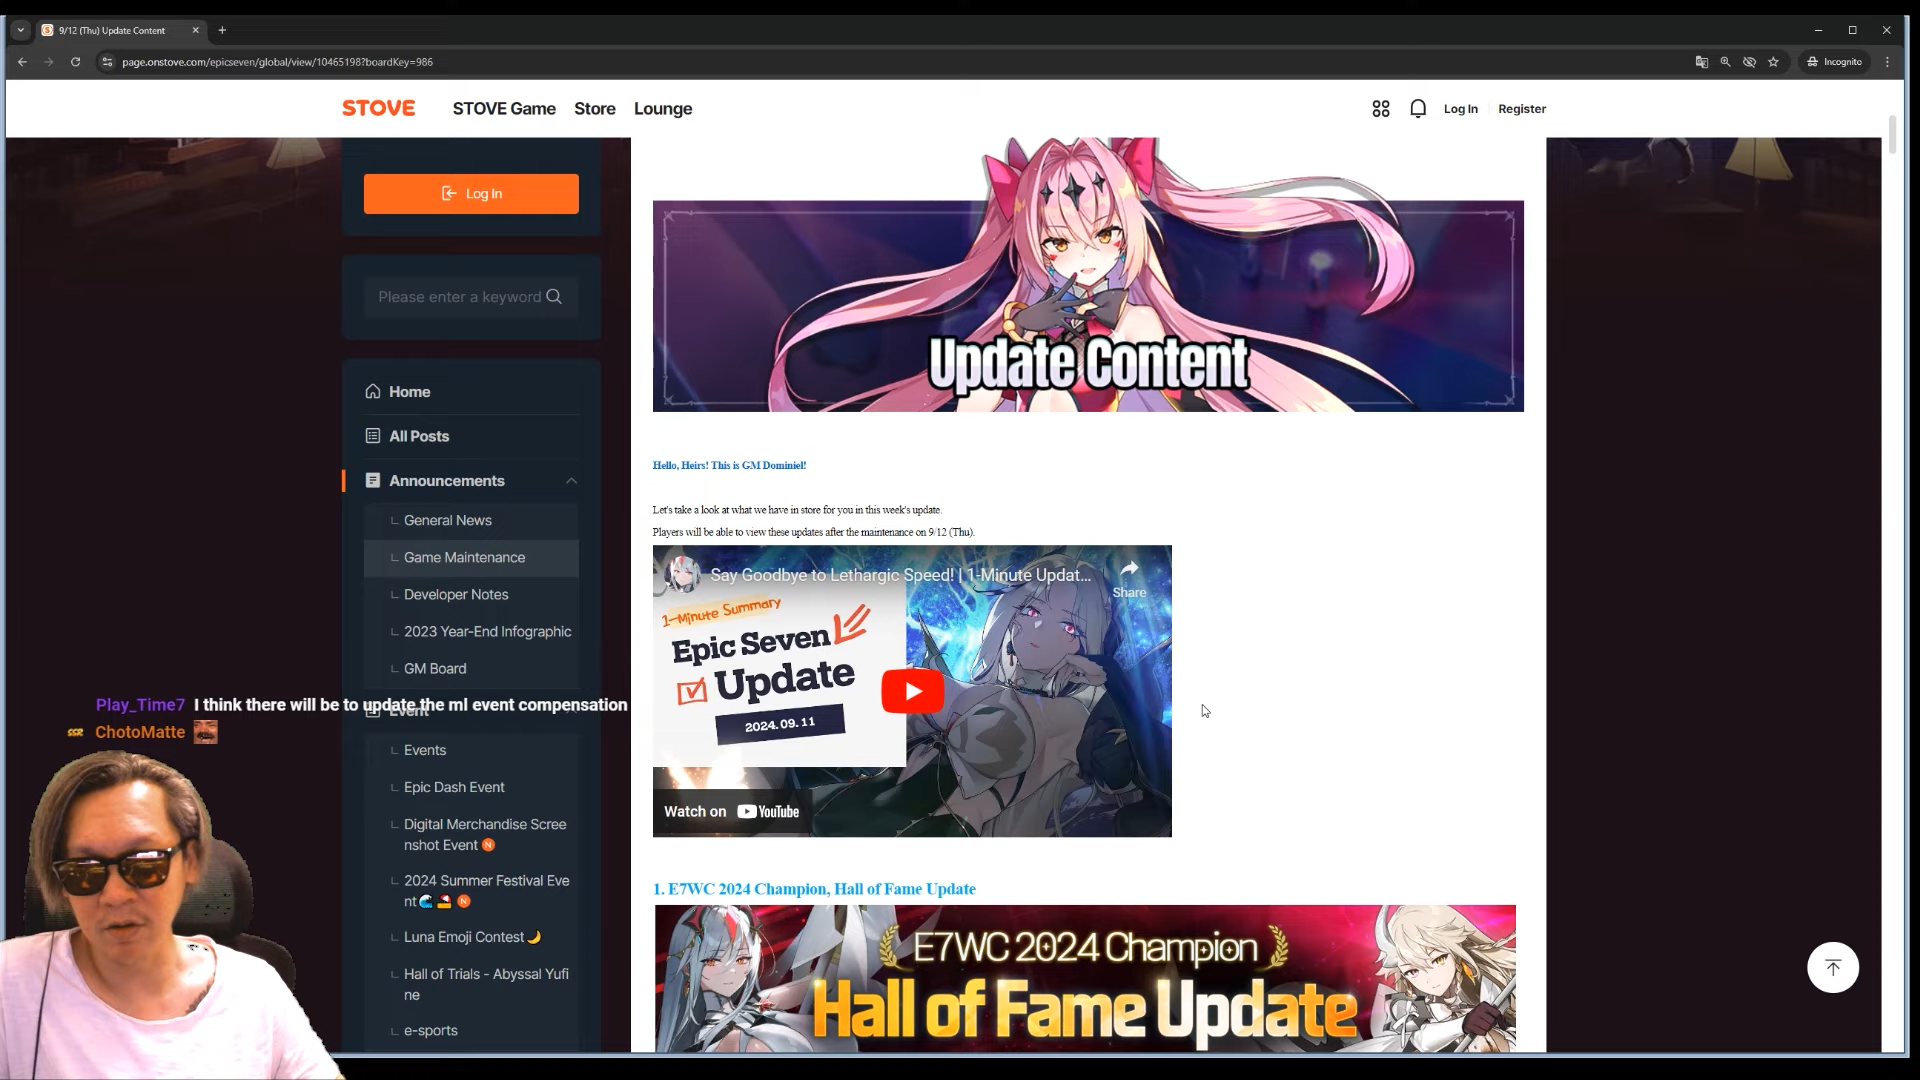 9/12 (Thu) Update Content
page.onstove.com/epicseven/global/view/10465198?boardKey=986
Incognito
STOVE
STOVE Game
Store
Lounge
Log In
Register
Log In
Please enter a keyword
Home
All Posts
Announcements
General News
Game Maintenance
Developer Notes
2023 Year-End Infographic
GM Board
Event
Events
Epic Dash Event
Digital Merchandise Scree
nshot Event N
2024 Summer Festival Eve
nt🌊🏖️ N
Luna Emoji Contest🌙
Hall of Trials - Abyssal Yufi
ne
e-sports
Play_Time7 I think there will be to update the ml event compensation
ChotoMatte
Update Content
Hello, Heirs! This is GM Dominiel!
Let's take a look at what we have in store for you in this week's update.
Players will be able to view these updates after the maintenance on 9/12 (Thu).
Say Goodbye to Lethargic Speed! | 1-Minute Updat...
Share
1-Minute Summary
Epic Seven
Update
2024. 09. 11
Watch on YouTube
1. E7WC 2024 Champion, Hall of Fame Update
E7WC 2024 Champion
Hall of Fame Update